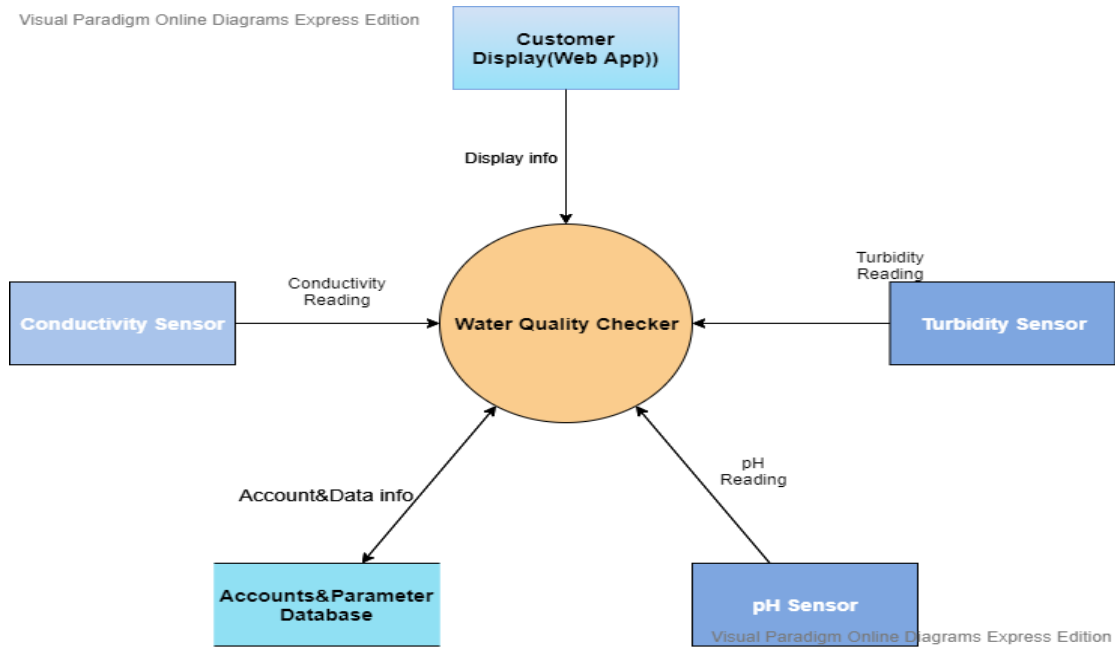 Visual Paradigm Online Diagrams Express Edition
Customer
Display(Web App))
Display info
Turbidity
Reading
Conductivity
Reading
Conductivity Sensor
Water Quality Checker
Turbidity Sensor
pH
Reading
Account&Data info
Accounts&Parameter
Database
pH Sensor
Visual Paradigm Online Diagrams Express Edition